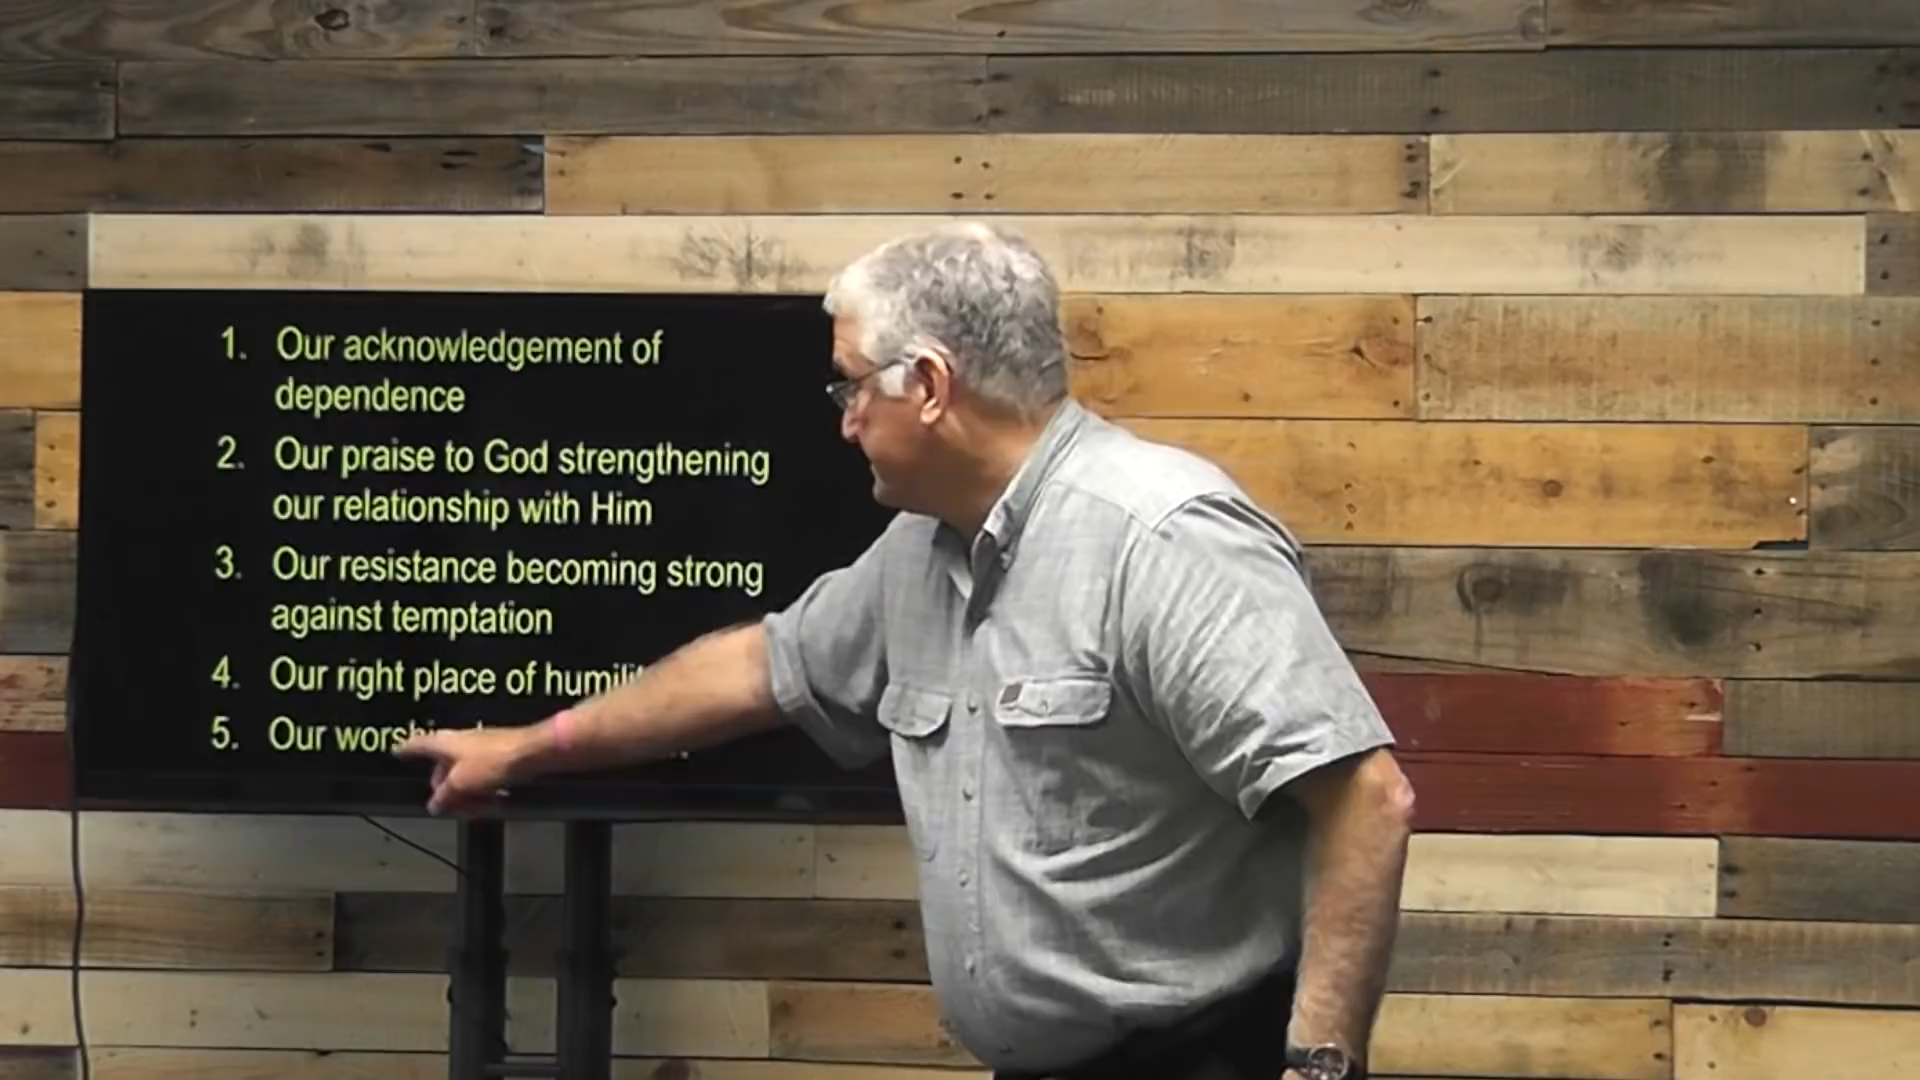 1. Our acknowledgement of
dependence
2. Our praise to God strengthening
our relationship with Him
3. Our resistance becoming strong
against temptation
4. Our right place of
5. Our